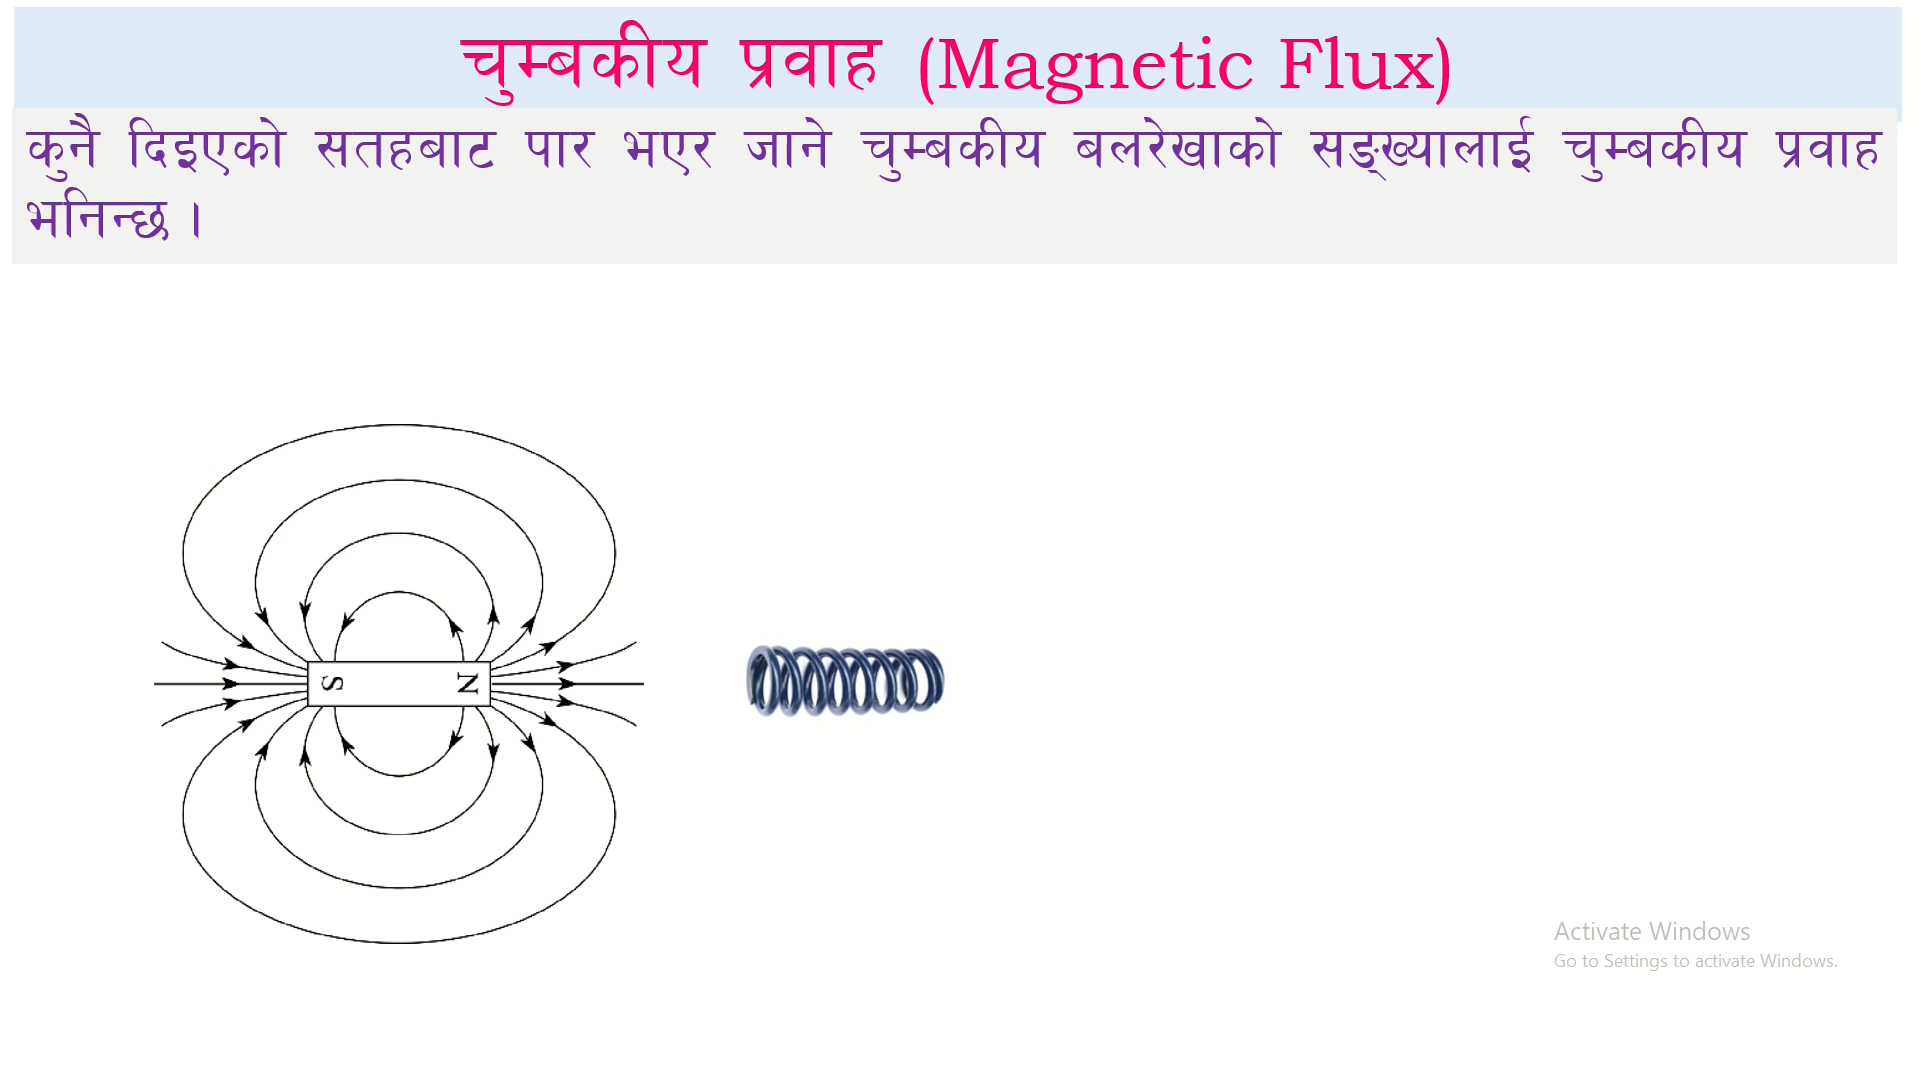 चुम्बकीय प्रवाह (Magnetic Flux)
कुनै दिइएको सतहबाट पार भएर जाने चुम्बकीय बलरेखाको सङ्ख्यालाई चुम्बकीय प्रवाह
भनिन्छ ।
S N
Activate Windows
Go to Settings to activate Windows.